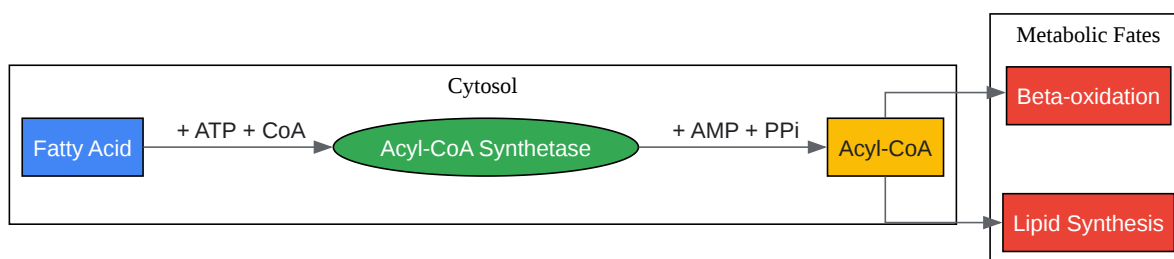 Metabolic Fates
Cytosol
Beta-oxidation
Fatty Acid
+ ATP + CoA
Acyl-CoA Synthetase
+ AMP + PPi
Acyl-CoA
Lipid Synthesis